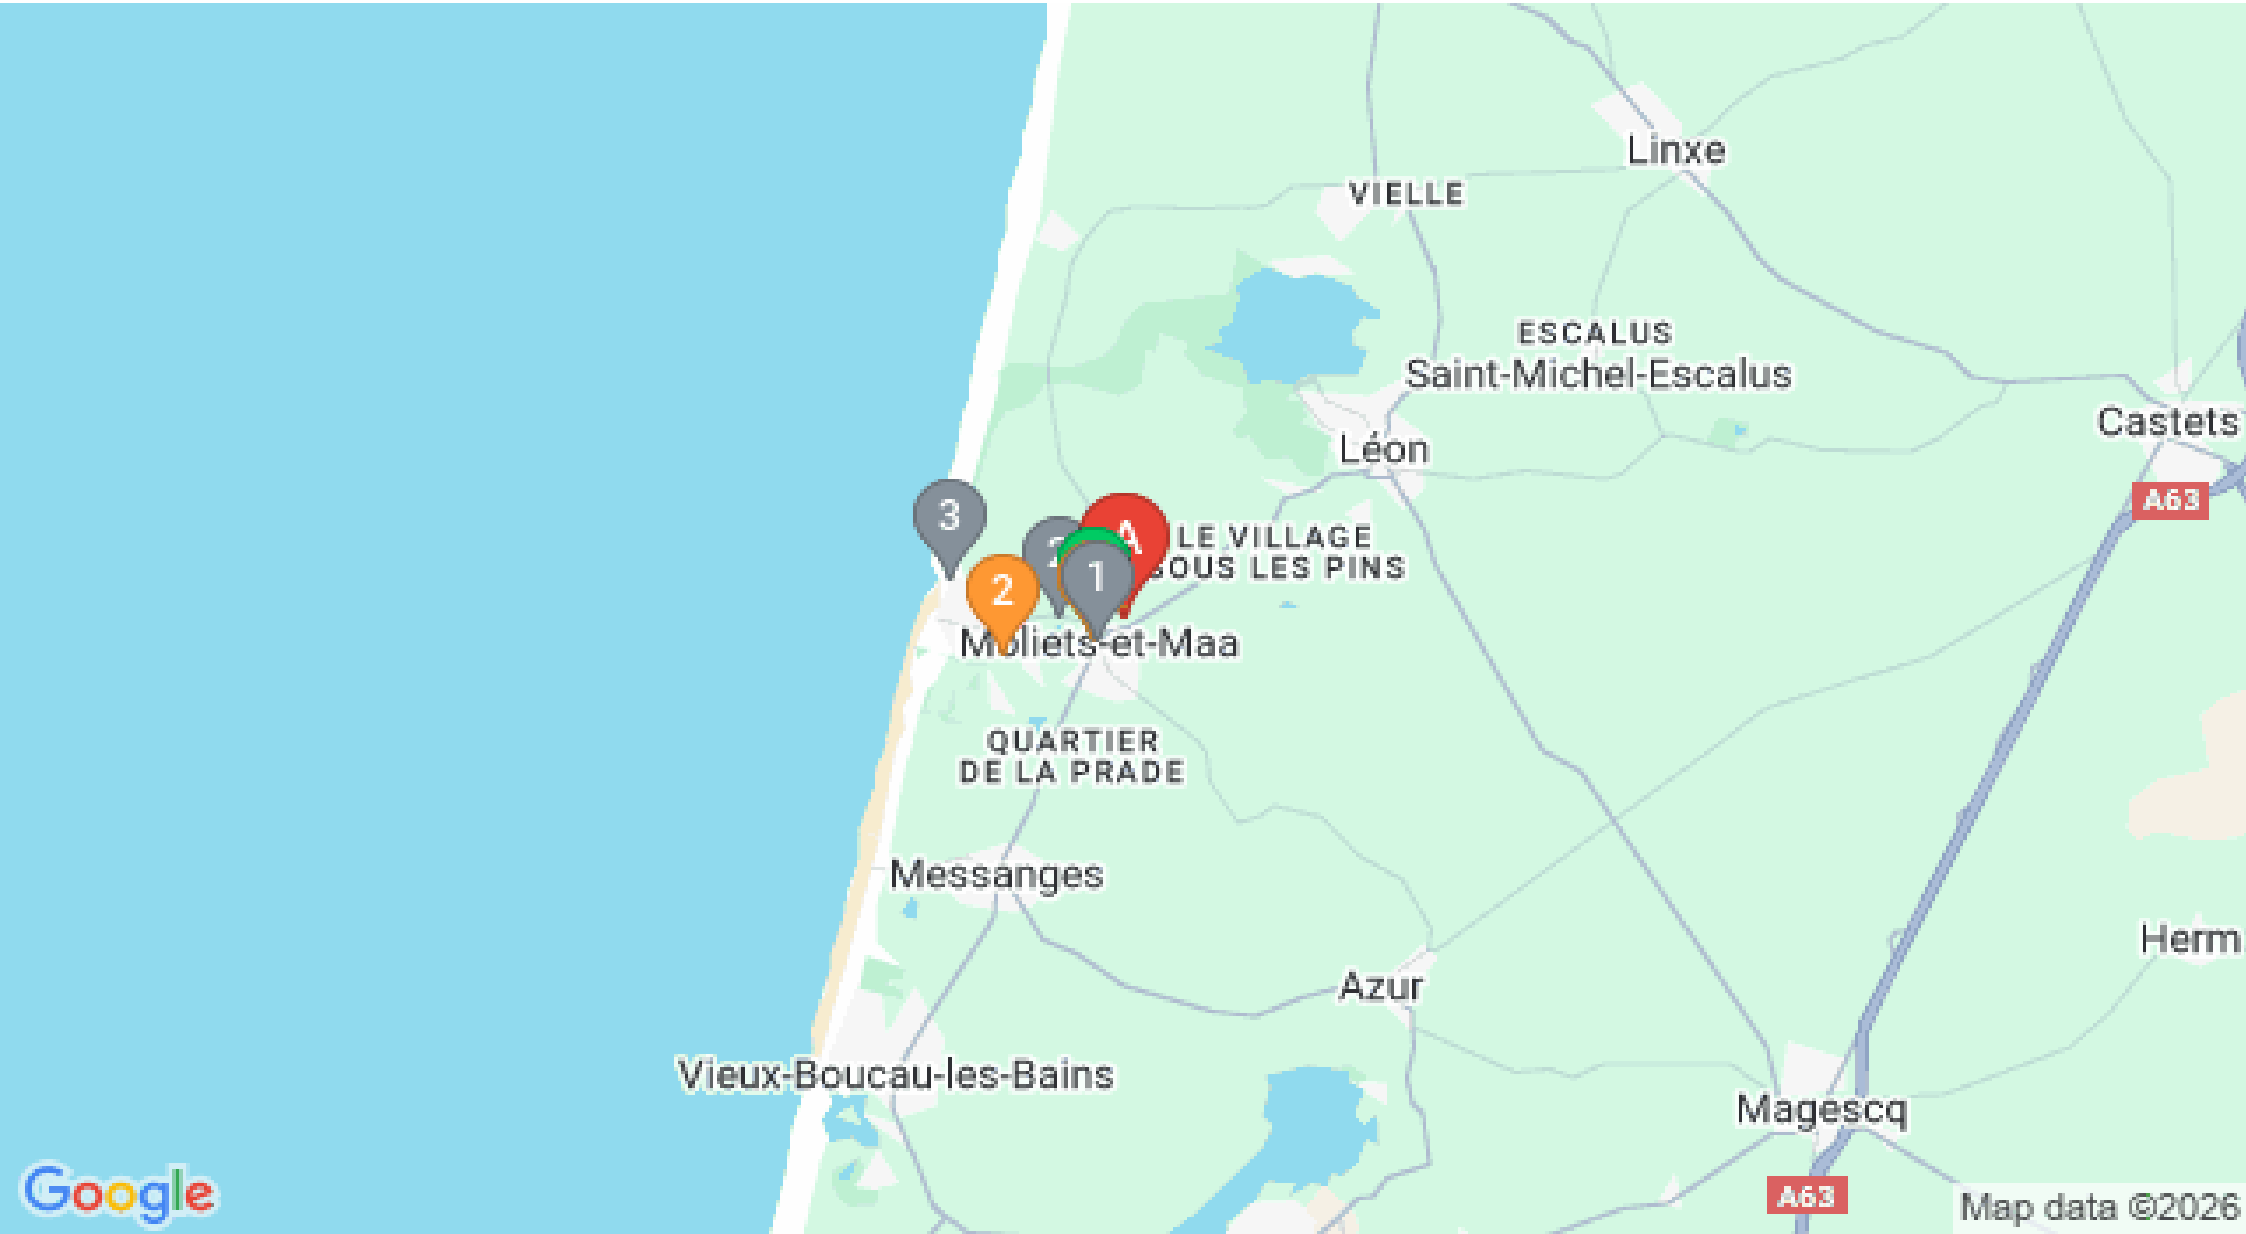 Linxe
VIELLE
ESCALUS
Saint-Michel-Escalus
Castets
Léon
A63
3
2
A
LE VILLAGE
SOUS LES PINS
1
2
Moliets-et-Maa
QUARTIER
DE LA PRADE
Messanges
Herm
Azur
Vieux-Boucau-les-Bains
Magescq
A63
Google
Map data ©2026